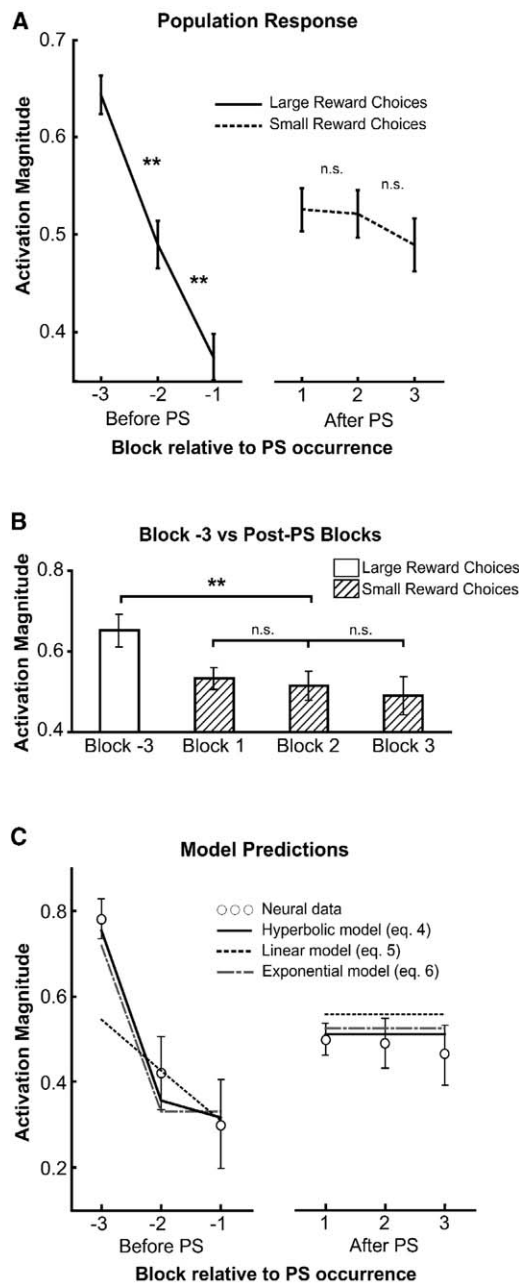 A
Population Response
Activation Magnitude
0.7
0.6
0.5
0.4
Large Reward Choices
Small Reward Choices
**
**
n.s.
n.s.
-3 -2 -1
1 2 3
Before PS
After PS
Block relative to PS occurrence
B
Block -3 vs Post-PS Blocks
Activation Magnitude
0.8
0.6
0.4
Large Reward Choices
Small Reward Choices
**
n.s.
n.s.
Block -3 Block 1 Block 2 Block 3
C
Model Predictions
Activation Magnitude
0.8
0.6
0.4
0.2
Neural data
Hyperbolic model (eq. 4)
Linear model (eq. 5)
Exponential model (eq. 6)
-3 -2 -1
1 2 3
Before PS
After PS
Block relative to PS occurrence